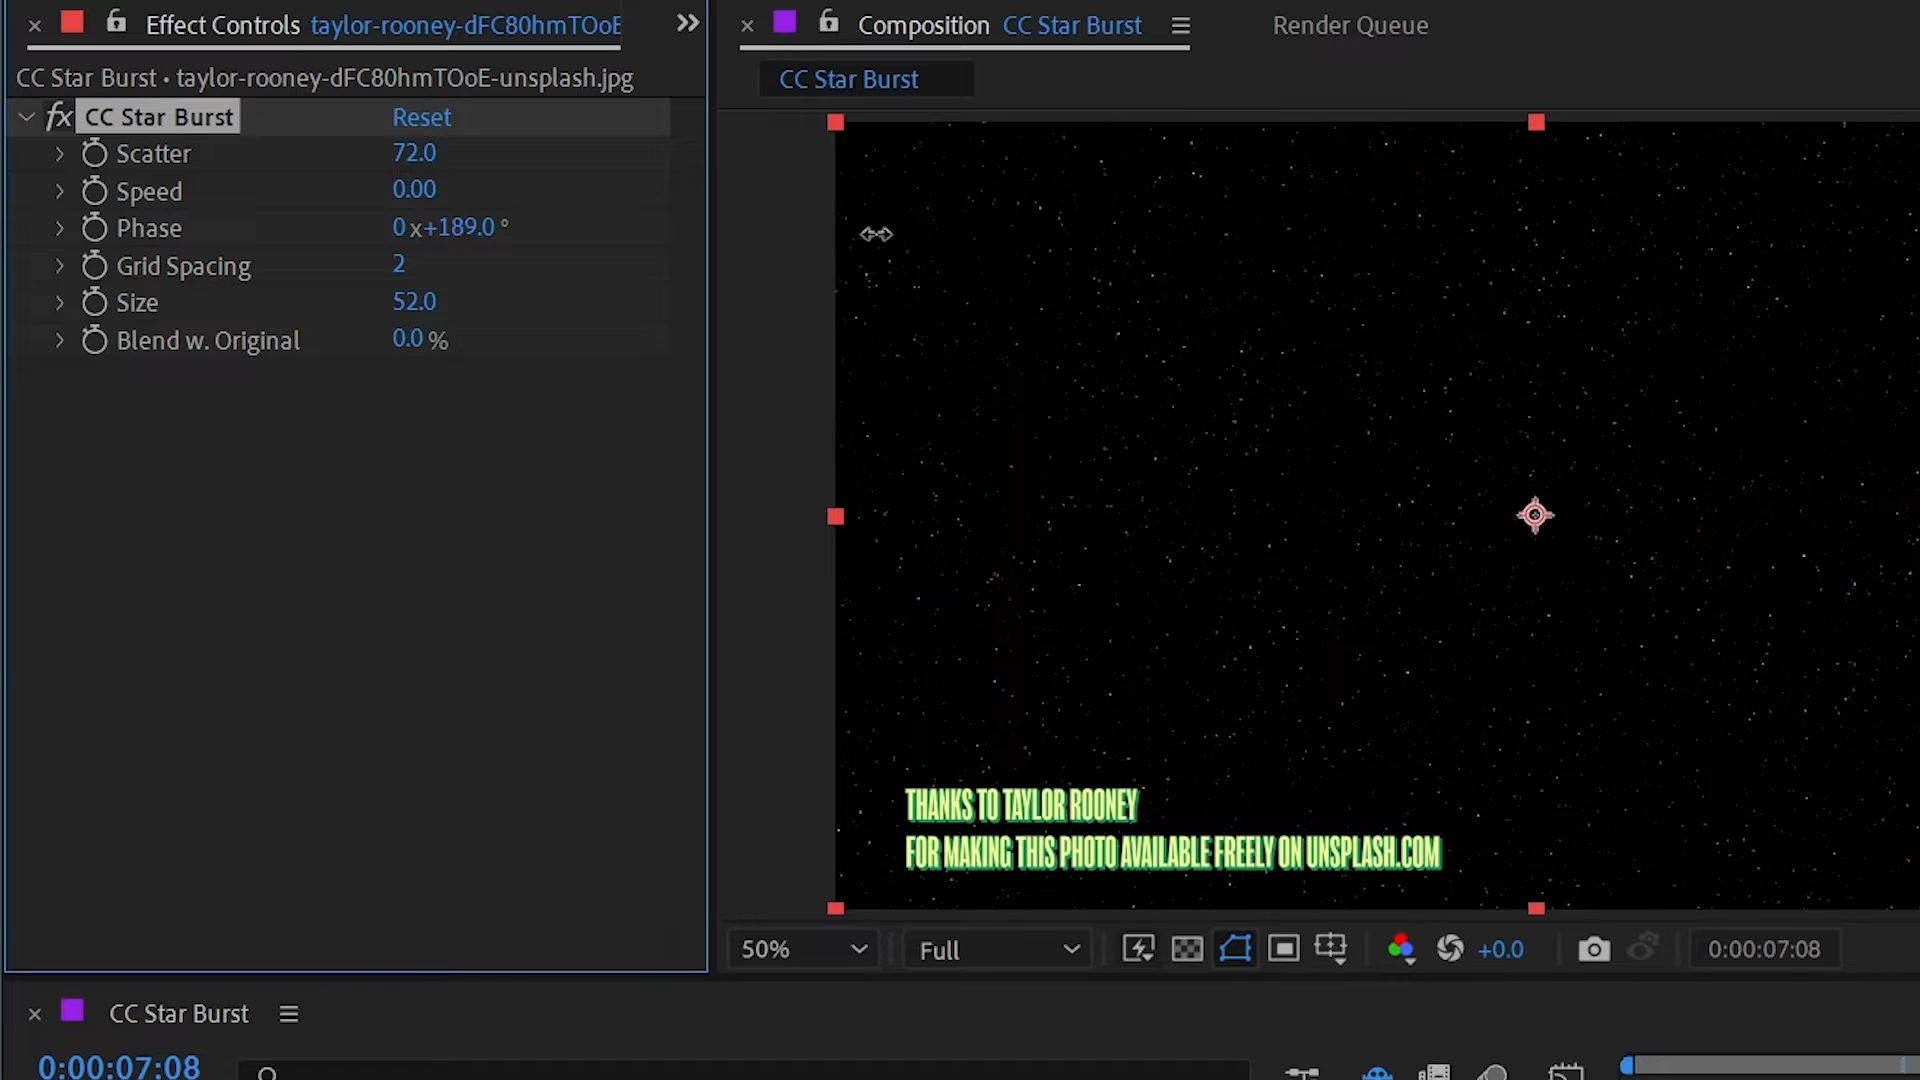 Effect Controls taylor-rooney-dFC80hmTOoE
CC Star Burst • taylor-rooney-dFC80hmTOoE-unsplash.jpg
fx CC Star Burst Reset
Scatter 72.0
Speed 0.00
Phase 0x+189.0°
Grid Spacing 2
Size 52.0
Blend w. Original 0.0 %
Composition CC Star Burst
Render Queue
CC Star Burst
THANKS TO TAYLOR ROONEY
FOR MAKING THIS PHOTO AVAILABLE FREELY ON UNSPLASH.COM
50% Full +0.0 0:00:07:08
CC Star Burst
0:00:07:08